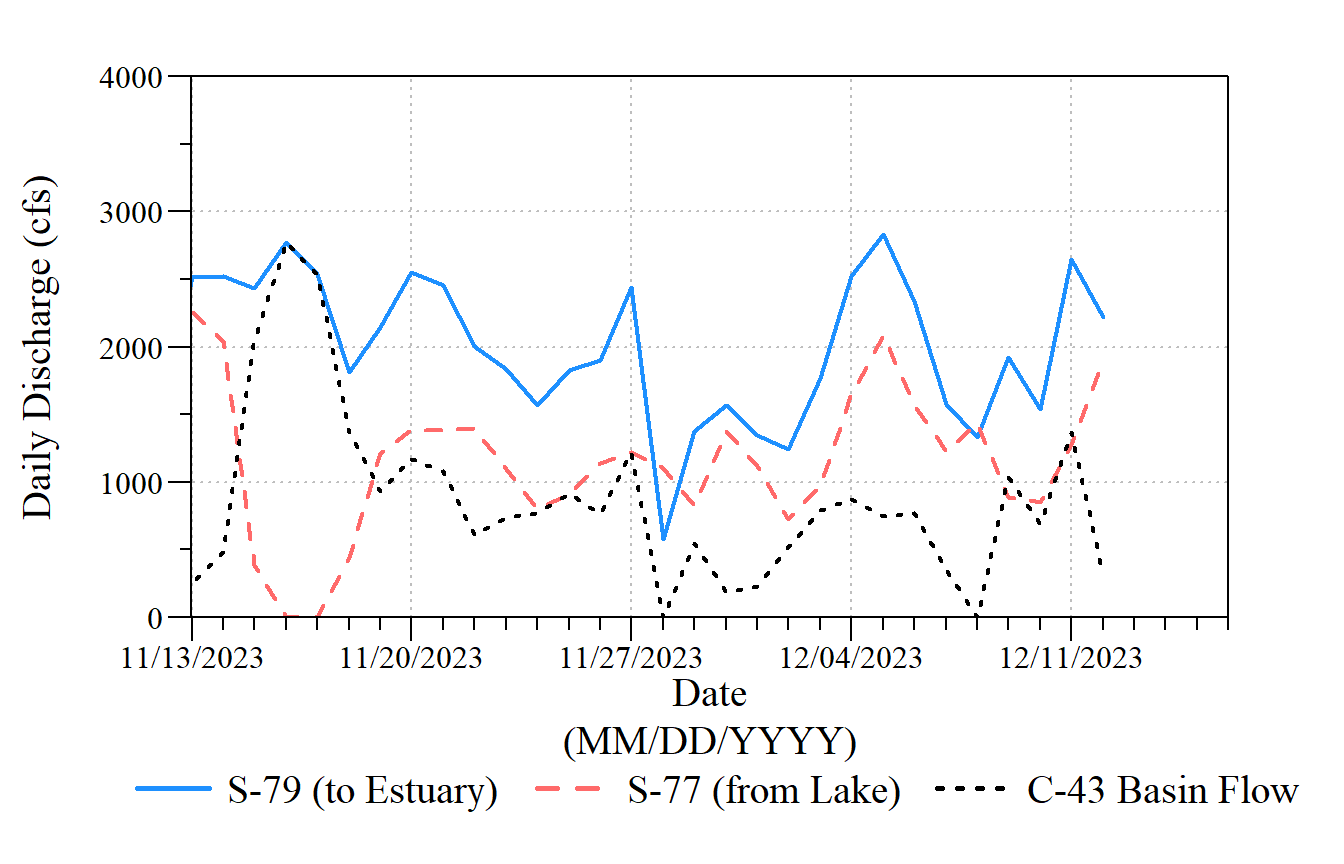 4000
3000
2000
1000
0
Daily Discharge (cfs)
11/13/2023 11/20/2023 11/27/2023 12/04/2023 12/11/2023
Date
(MM/DD/YYYY)
S-79 (to Estuary) S-77 (from Lake) C-43 Basin Flow